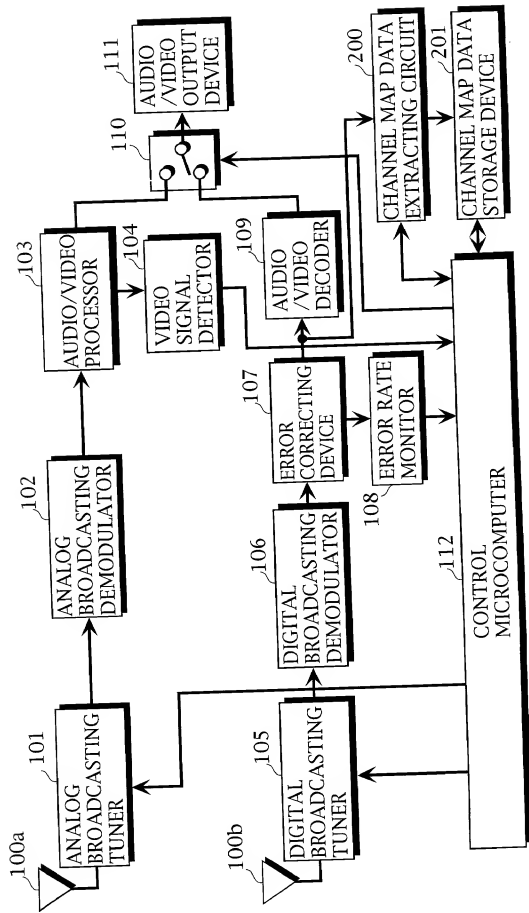 100a
101
ANALOG
BROADCASTING
TUNER
102
ANALOG
BROADCASTING
DEMODULATOR
103
AUDIO/VIDEO
PROCESSOR
104
VIDEO
SIGNAL
DETECTOR
110
111
AUDIO
/VIDEO
OUTPUT
DEVICE
100b
105
DIGITAL
BROADCASTING
TUNER
106
DIGITAL
BROADCASTING
DEMODULATOR
107
ERROR
CORRECTING
DEVICE
108
ERROR RATE
MONITOR
109
AUDIO
/VIDEO
DECODER
200
CHANNEL MAP DATA
EXTRACTING CIRCUIT
201
CHANNEL MAP DATA
STORAGE DEVICE
112
CONTROL
MICROCOMPUTER